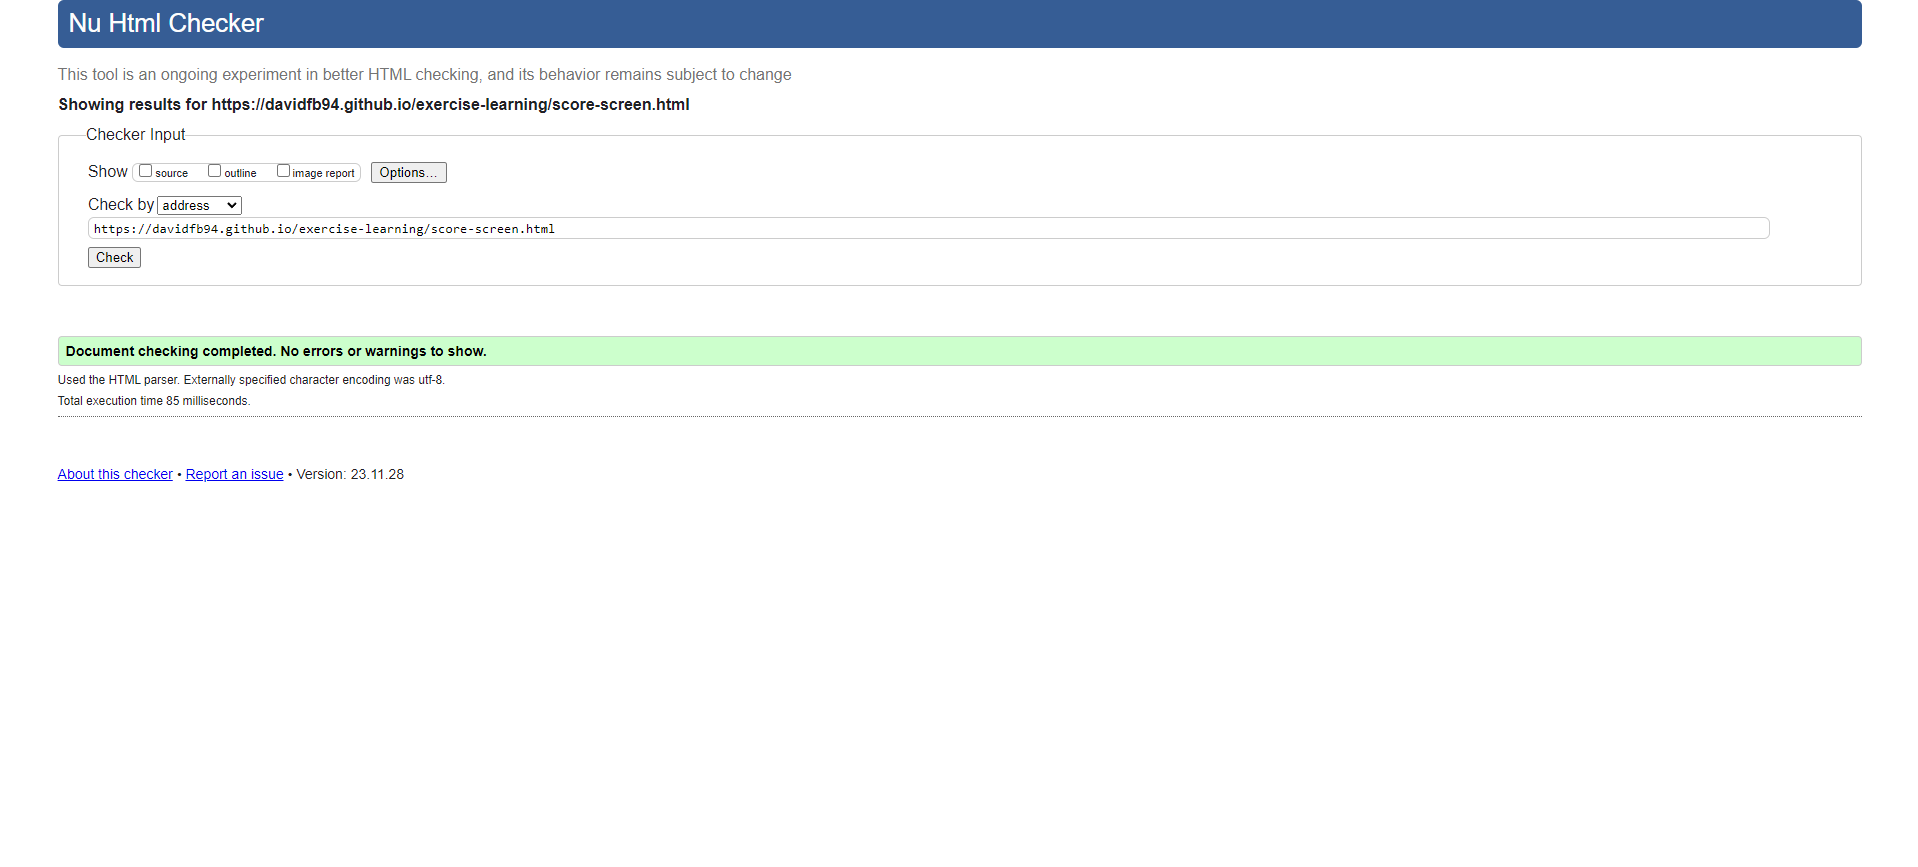 Nu Html Checker
This tool is an ongoing experiment in better HTML checking, and its behavior remains subject to change
Showing results for https://davidfb94.github.io/exercise-learning/score-screen.html
Checker Input
Show source outline image report Options...
Check by address
https://davidfb94.github.io/exercise-learning/score-screen.html
Check
Document checking completed. No errors or warnings to show.
Used the HTML parser. Externally specified character encoding was utf-8.
Total execution time 85 milliseconds.
About this checker • Report an issue • Version: 23.11.28